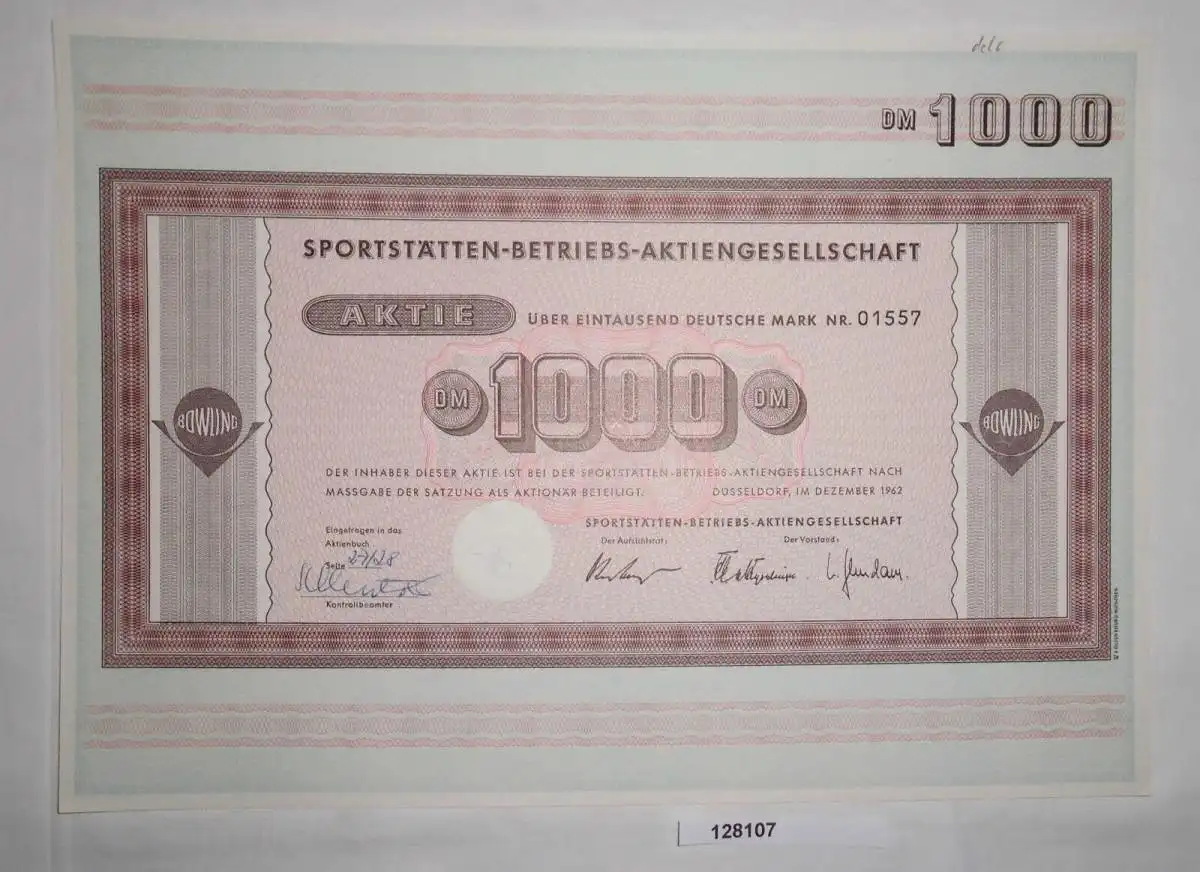 DM 1000
SPORTSTÄTTEN-BETRIEBS-AKTIENGESELLSCHAFT
AKTIE ÜBER EINTAUSEND DEUTSCHE MARK NR. 01557
DM 1000 DM
BOWLING
BOWLING
DER INHABER DIESER AKTIE IST BEI DER SPORTSTÄTTEN-BETRIEBS-AKTIENGESELLSCHAFT NACH
MASSGABE DER SATZUNG ALS AKTIONÄR BETEILIGT. DÜSSELDORF, IM DEZEMBER 1962
SPORTSTÄTTEN-BETRIEBS-AKTIENGESELLSCHAFT
Eingetragen in das
Aktienbuch
Seite 27/28
Kontrollbeamter
Der Aufsichtsrat: Der Vorstand:
128107